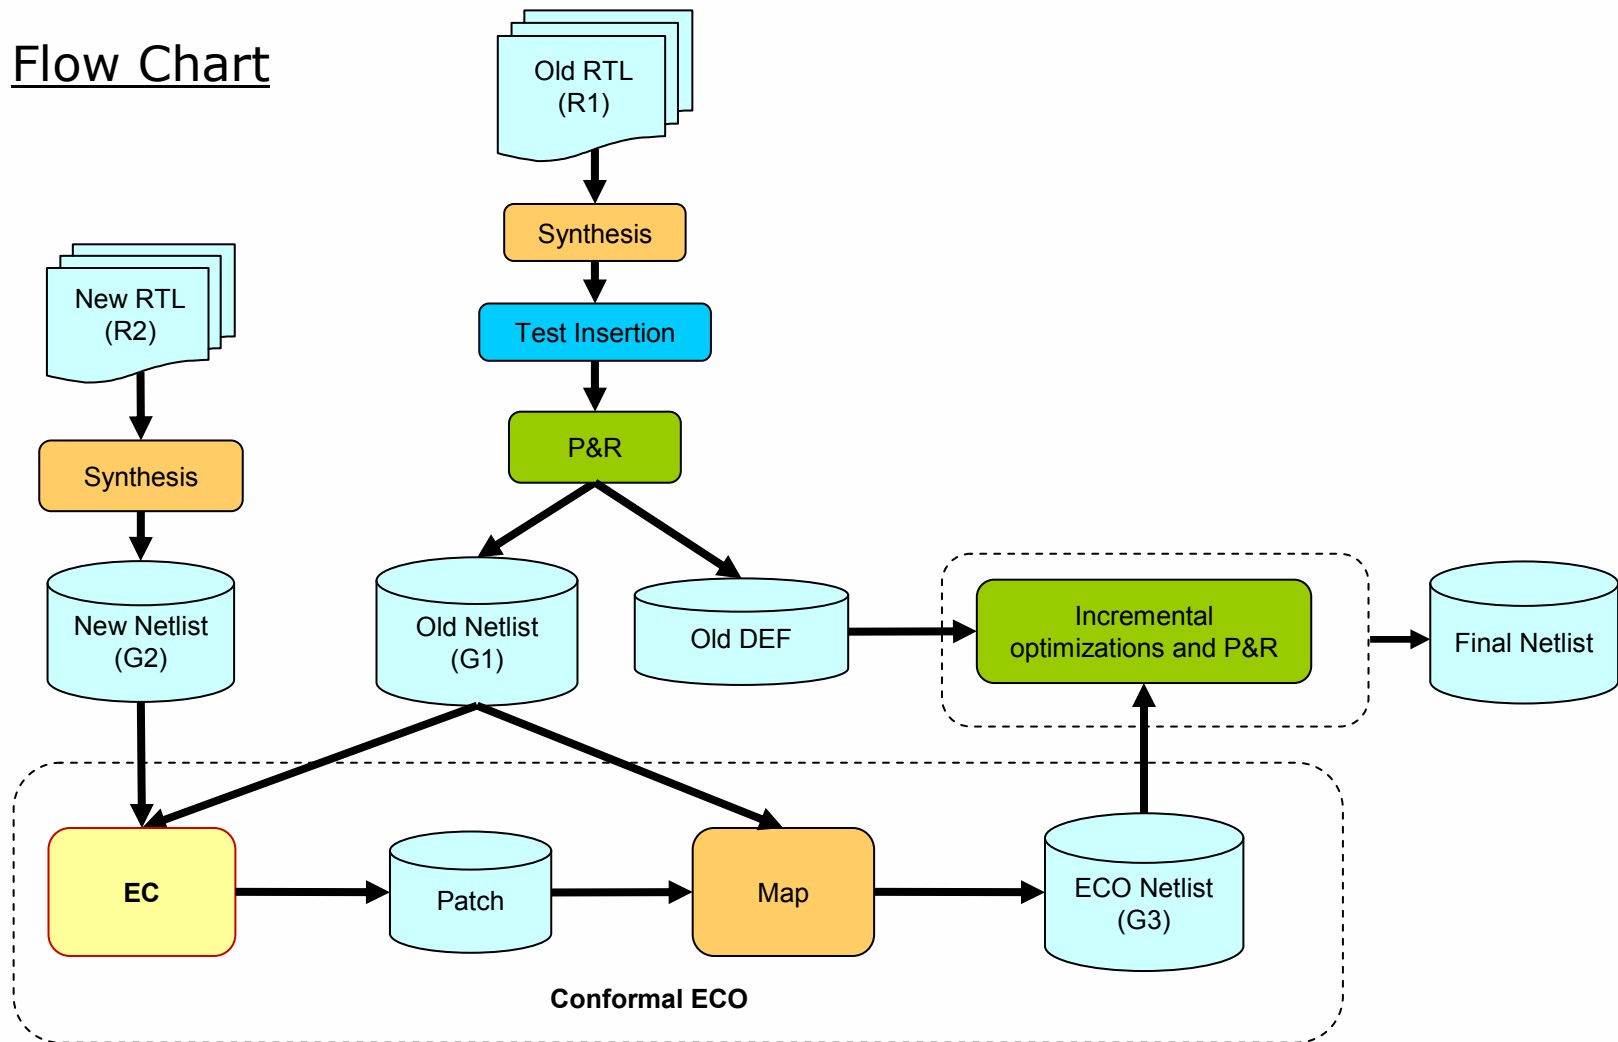 Flow Chart
Old RTL
(R1)
Synthesis
Test Insertion
P&R
New RTL
(R2)
Synthesis
New Netlist
(G2)
Old Netlist
(G1)
Old DEF
Incremental
optimizations and P&R
Final Netlist
EC
Patch
Map
ECO Netlist
(G3)
Conformal ECO